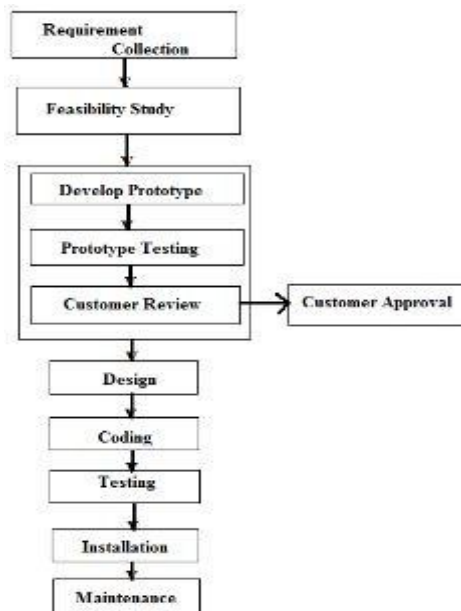 Requirement
Collection
Feasibility Study
Develop Prototype
Prototype Testing
Customer Review
Customer Approval
Design
Coding
Testing
Installation
Maintenance